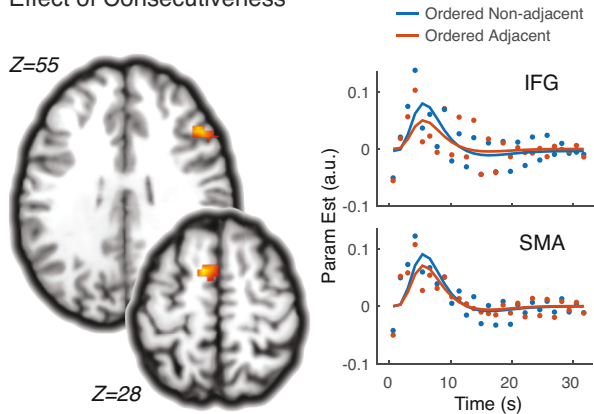 Effect of Consecutiveness
Ordered Non-adjacent
Ordered Adjacent
Z=55
Z=28
IFG
0.1
0
-0.1
SMA
0.1
0
-0.1
Param Est (a.u.)
0 10 20 30
Time (s)